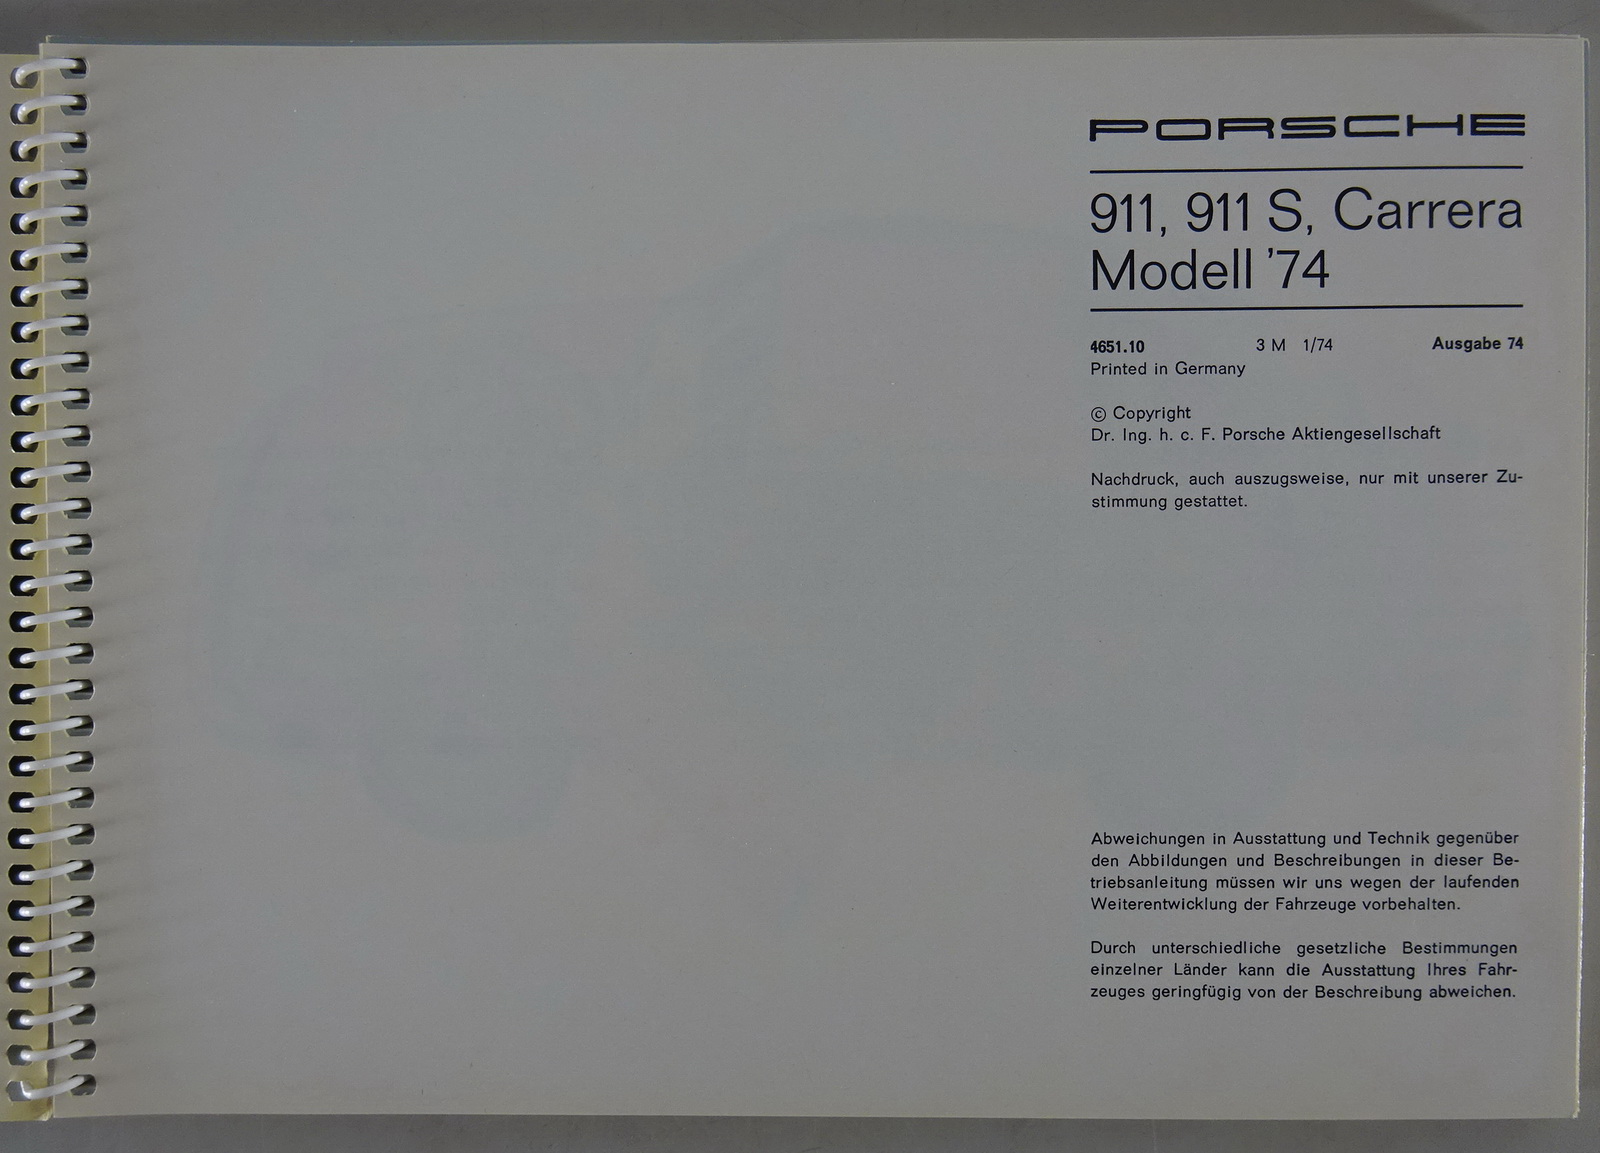 PORSCHE
911, 911 S, Carrera
Modell ’74
4651.10 3 M 1/74 Ausgabe 74
Printed in Germany
© Copyright
Dr. Ing. h. c. F. Porsche Aktiengesellschaft
Nachdruck, auch auszugsweise, nur mit unserer Zu-
stimmung gestattet.
Abweichungen in Ausstattung und Technik gegenüber
den Abbildungen und Beschreibungen in dieser Be-
triebsanleitung müssen wir uns wegen der laufenden
Weiterentwicklung der Fahrzeuge vorbehalten.
Durch unterschiedliche gesetzliche Bestimmungen
einzelner Länder kann die Ausstattung Ihres Fahr-
zeuges geringfügig von der Beschreibung abweichen.